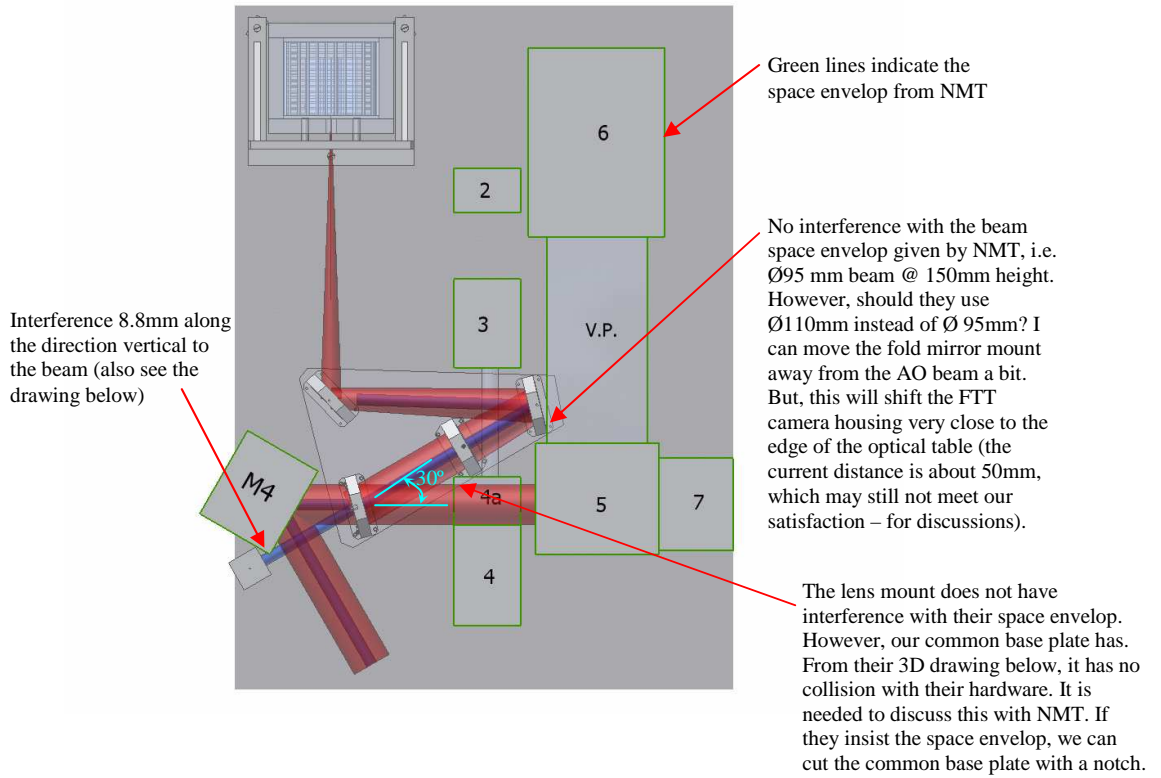 Green lines indicate the
space envelop from NMT
6
2
No interference with the beam
space envelop given by NMT, i.e.
Ø95 mm beam @ 150mm height.
However, should they use
Ø110mm instead of Ø 95mm? I
can move the fold mirror mount
away from the AO beam a bit.
But, this will shift the FTT
camera housing very close to the
edge of the optical table (the
current distance is about 50mm,
which may still not meet our
satisfaction – for discussions).
3
V.P.
Interference 8.8mm along
the direction vertical to
the beam (also see the
drawing below)
M4
30º
4a
5
7
4
The lens mount does not have
interference with their space envelop.
However, our common base plate has.
From their 3D drawing below, it has no
collision with their hardware. It is
needed to discuss this with NMT. If
they insist the space envelop, we can
cut the common base plate with a notch.